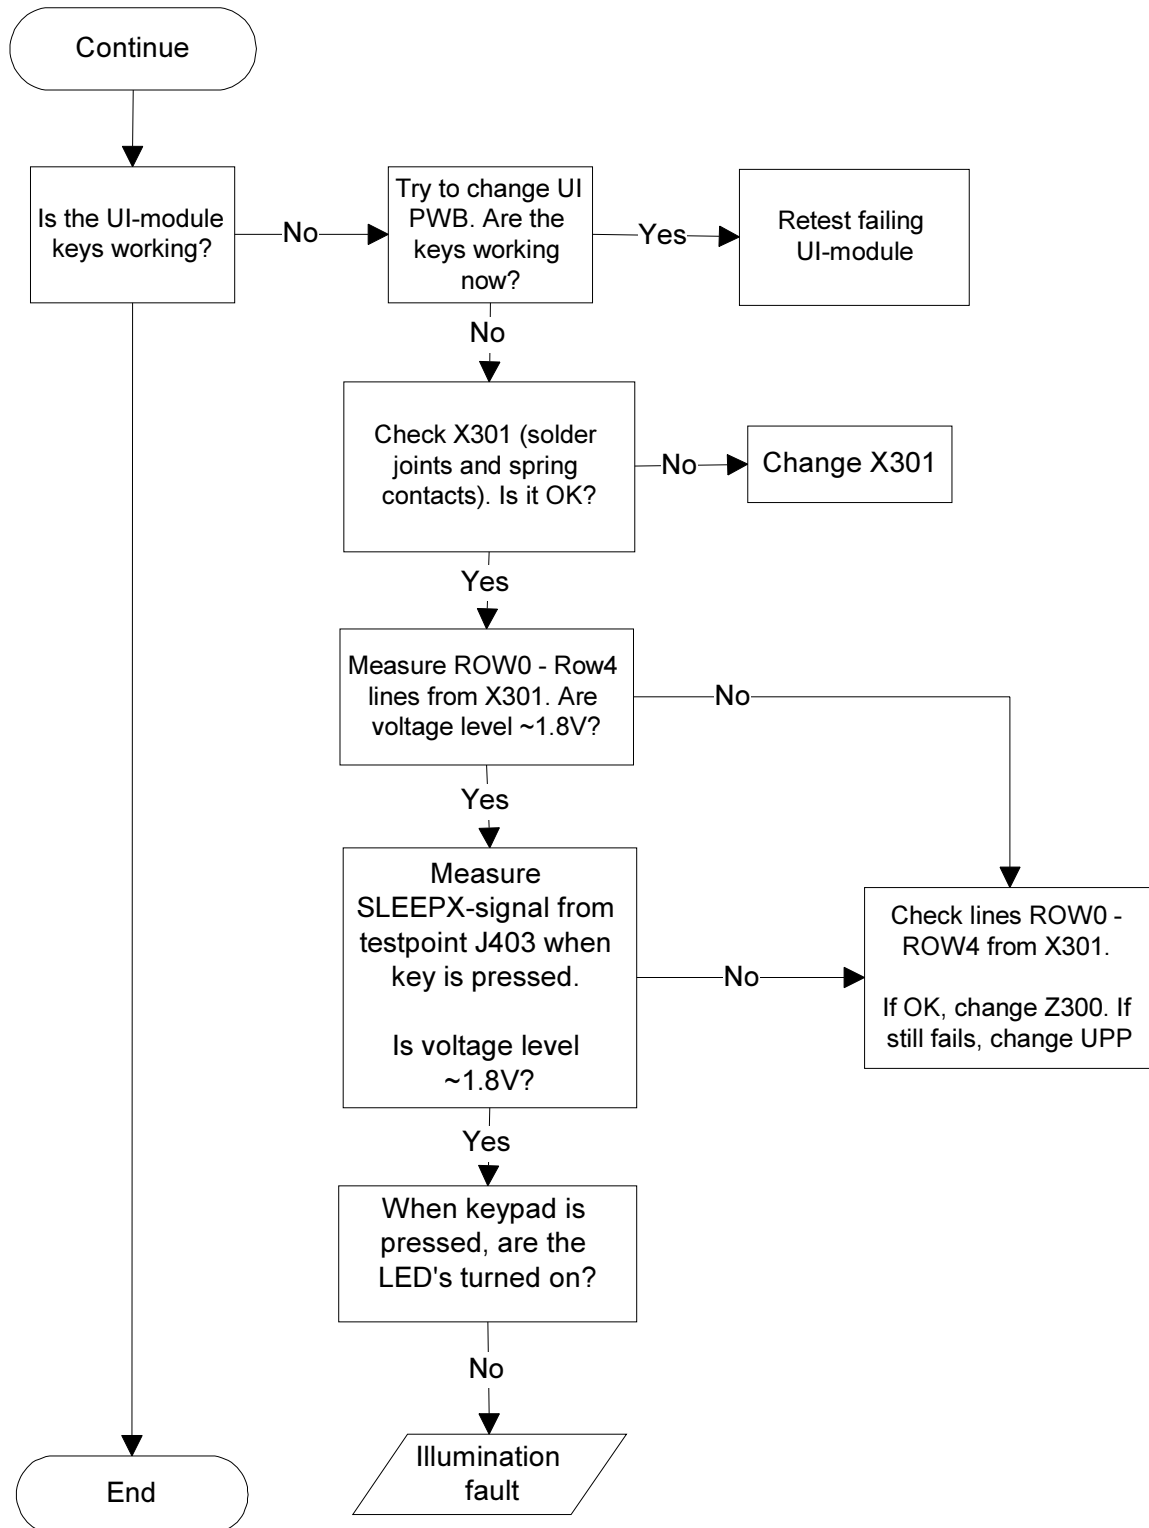 Continue
Is the UI-module
keys working?
No
Try to change UI
PWB. Are the
keys working
now?
Yes
Retest failing
UI-module
No
Check X301 (solder
joints and spring
contacts). Is it OK?
No
Change X301
Yes
Measure ROW0 - Row4
lines from X301. Are
voltage level ~1.8V?
No
Yes
Measure
SLEEPX-signal from
testpoint J403 when
key is pressed.
Is voltage level
~1.8V?
No
Check lines ROW0 -
ROW4 from X301.
If OK, change Z300. If
still fails, change UPP
Yes
When keypad is
pressed, are the
LED's turned on?
No
Illumination
fault
End